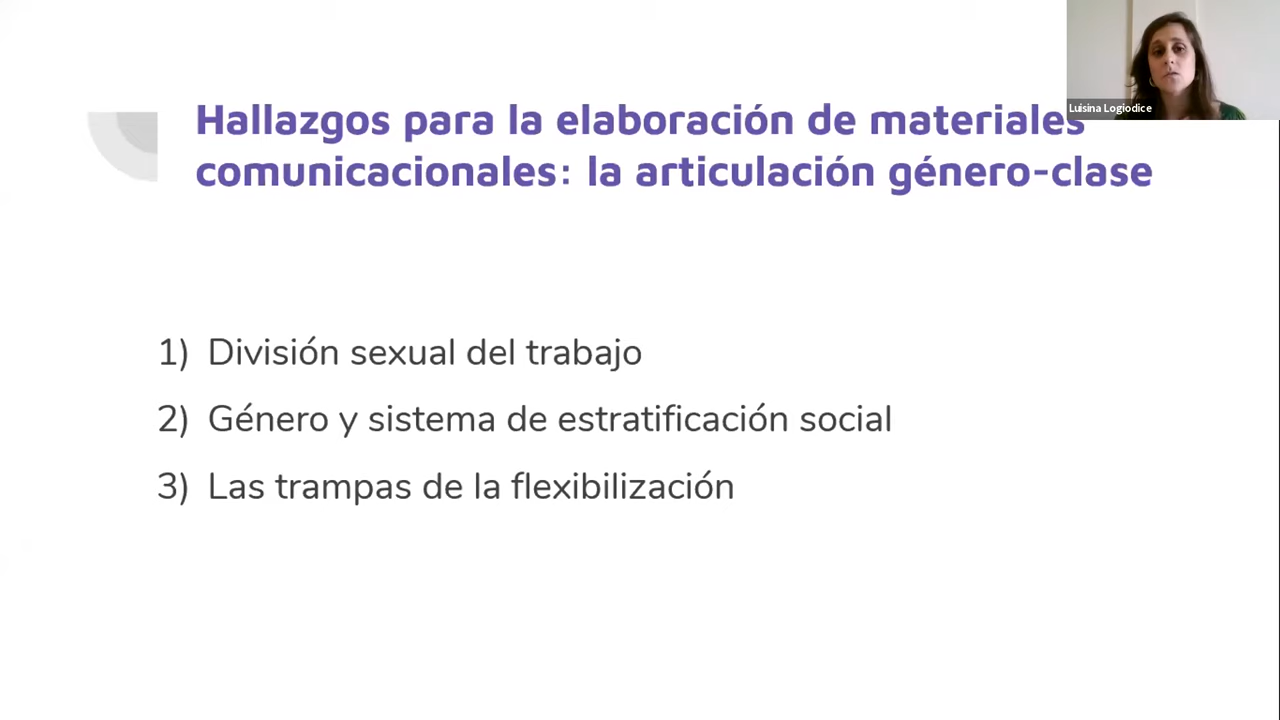 Hallazgos para la elaboración de materiales
comunicacionales: la articulación género-clase
Luisina Logiodice
1) División sexual del trabajo
2) Género y sistema de estratificación social
3) Las trampas de la flexibilización